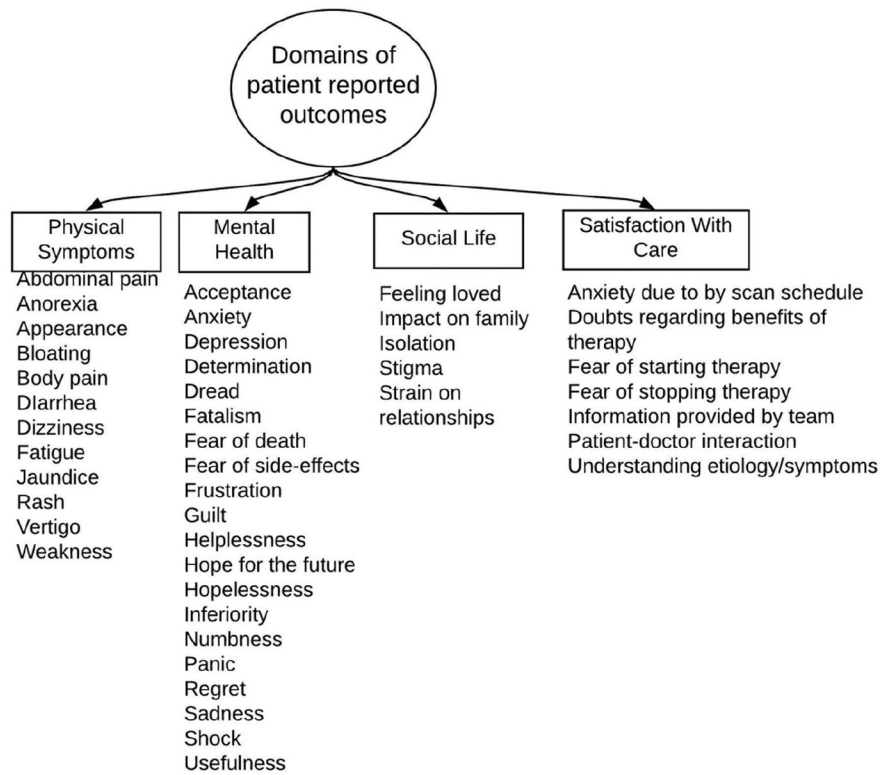 Domains of
patient reported
outcomes
Physical
Symptoms
Abdominal pain
Anorexia
Appearance
Bloating
Body pain
DIarrhea
Dizziness
Fatigue
Jaundice
Rash
Vertigo
Weakness
Mental
Health
Acceptance
Anxiety
Depression
Determination
Dread
Fatalism
Fear of death
Fear of side-effects
Frustration
Guilt
Helplessness
Hope for the future
Hopelessness
Inferiority
Numbness
Panic
Regret
Sadness
Shock
Usefulness
Social Life
Feeling loved
Impact on family
Isolation
Stigma
Strain on
relationships
Satisfaction With
Care
Anxiety due to by scan schedule
Doubts regarding benefits of
therapy
Fear of starting therapy
Fear of stopping therapy
Information provided by team
Patient-doctor interaction
Understanding etiology/symptoms